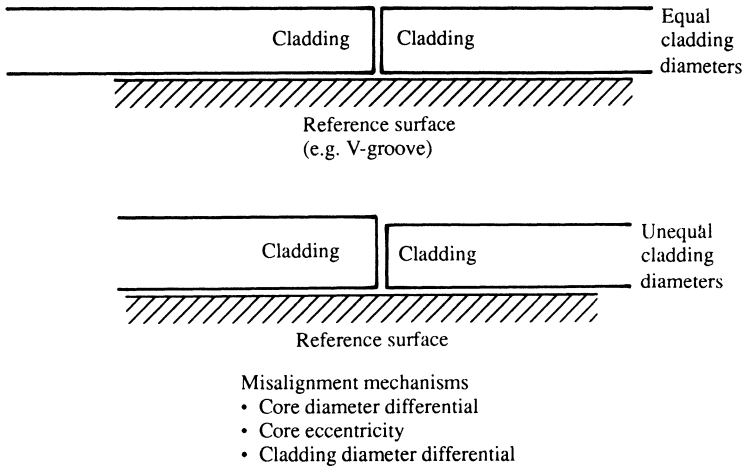 Cladding
Cladding
Equal
cladding
diameters
Reference surface
(e.g. V-groove)
Cladding
Cladding
Unequal
cladding
diameters
Reference surface
Misalignment mechanisms
• Core diameter differential
• Core eccentricity
• Cladding diameter differential